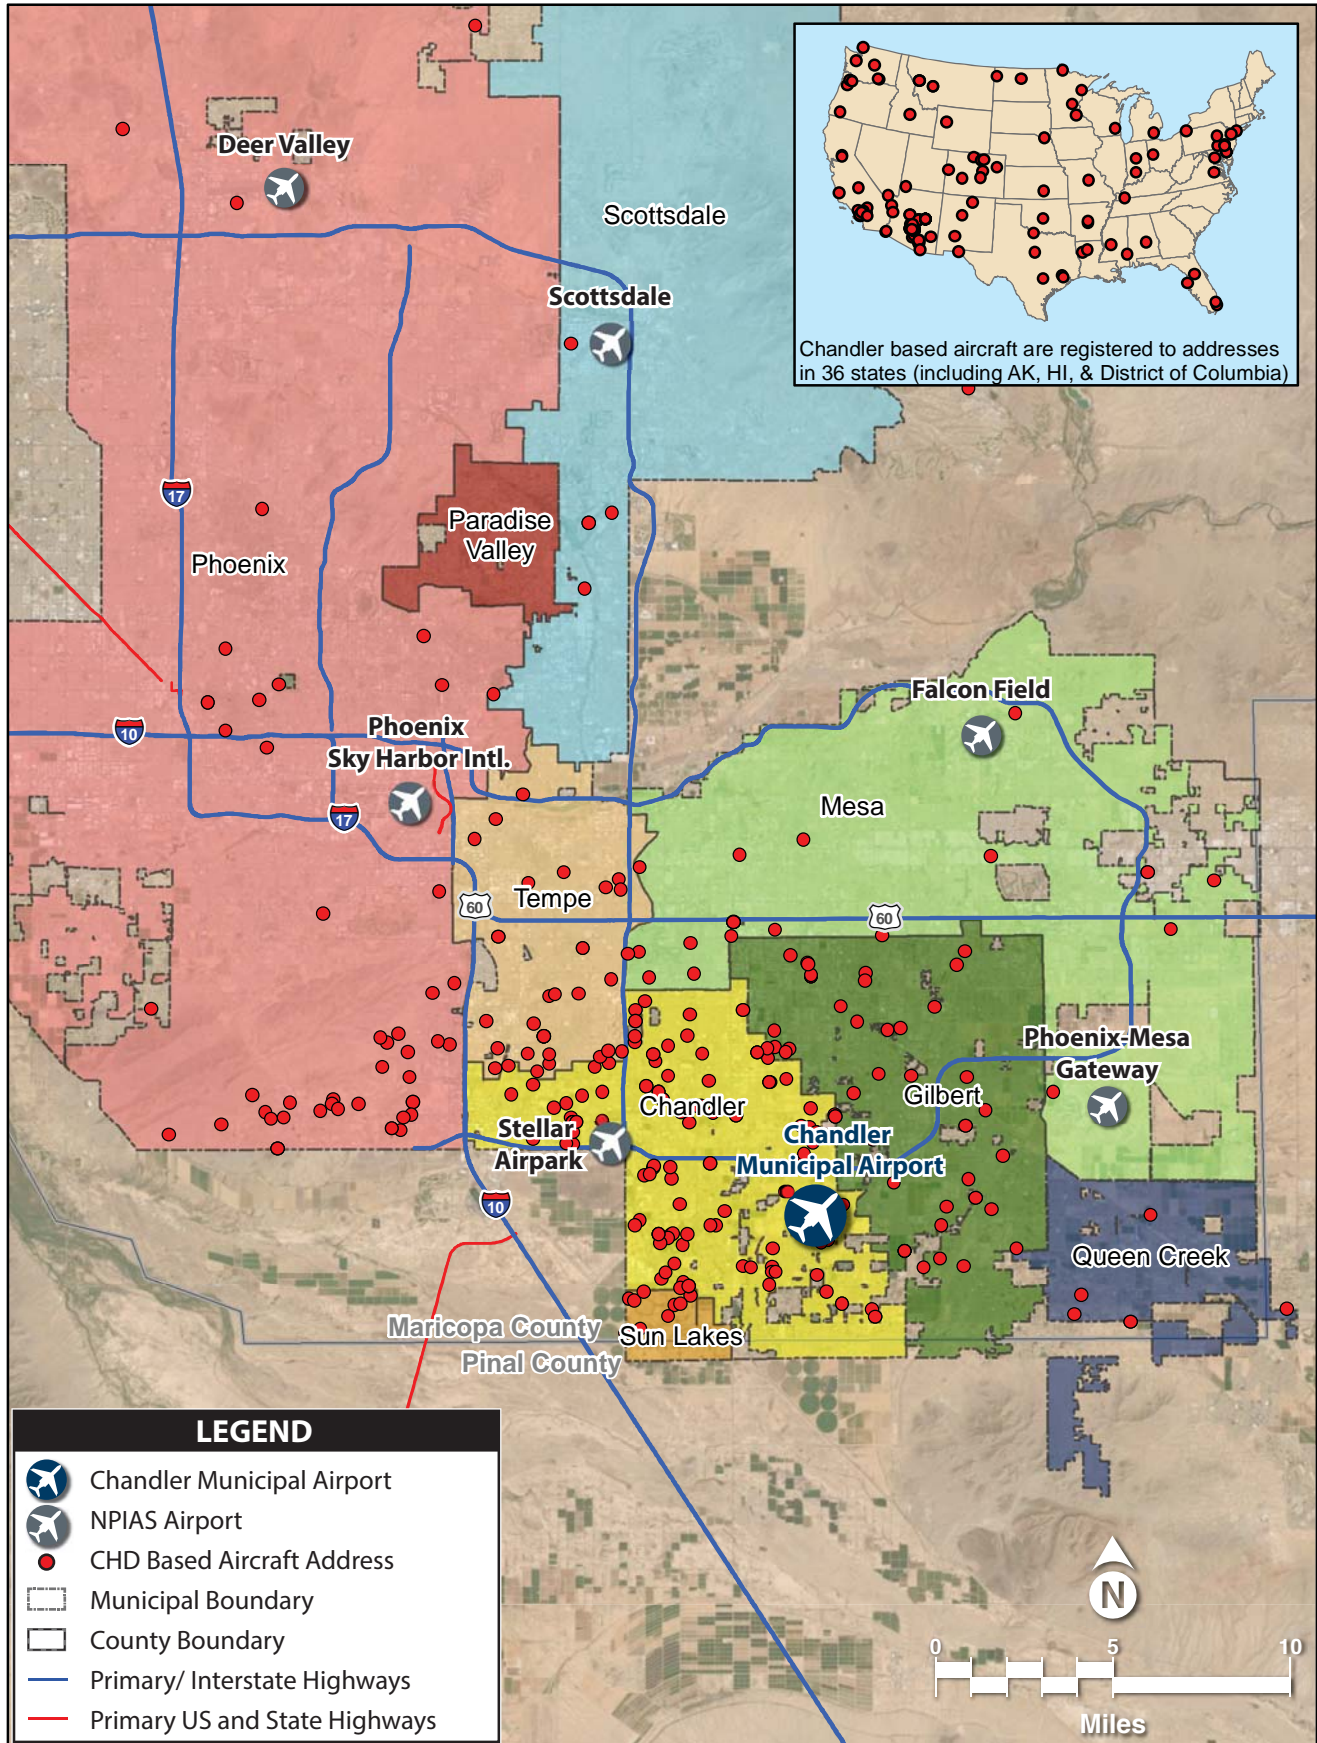 Chandler based aircraft are registered to addresses
in 36 states (including AK, HI, & District of Columbia)
Deer Valley
Scottsdale
Scottsdale
17
Paradise
Valley
Phoenix
Falcon Field
10
Phoenix
Sky Harbor Intl.
17
Mesa
Tempe
60
60
Phoenix-Mesa
Gateway
Gilbert
Chandler
Stellar
Airpark
Chandler
Municipal Airport
10
Queen Creek
Maricopa County
Sun Lakes
Pinal County
LEGEND
Chandler Municipal Airport
NPIAS Airport
CHD Based Aircraft Address
Municipal Boundary
County Boundary
Primary/ Interstate Highways
Primary US and State Highways
N
0 5 10
Miles